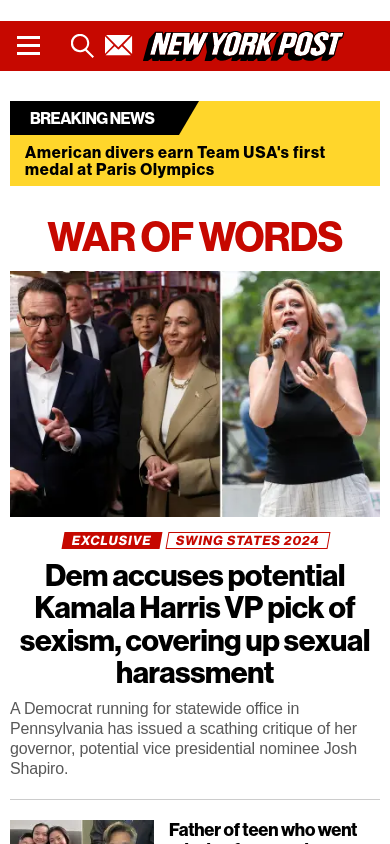 NEW YORK POST
BREAKING NEWS
American divers earn Team USA's first
medal at Paris Olympics
WAR OF WORDS
EXCLUSIVE SWING STATES 2024
Dem accuses potential
Kamala Harris VP pick of
sexism, covering up sexual
harassment
A Democrat running for statewide office in
Pennsylvania has issued a scathing critique of her
governor, potential vice presidential nominee Josh
Shapiro.
Father of teen who went